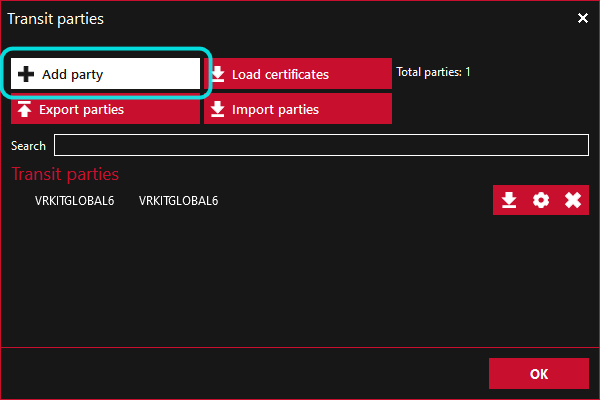 Transit parties
Add party
Load certificates
Total parties: 1
Export parties
Import parties
Search
Transit parties
VRKITGLOBAL6 VRKITGLOBAL6
OK